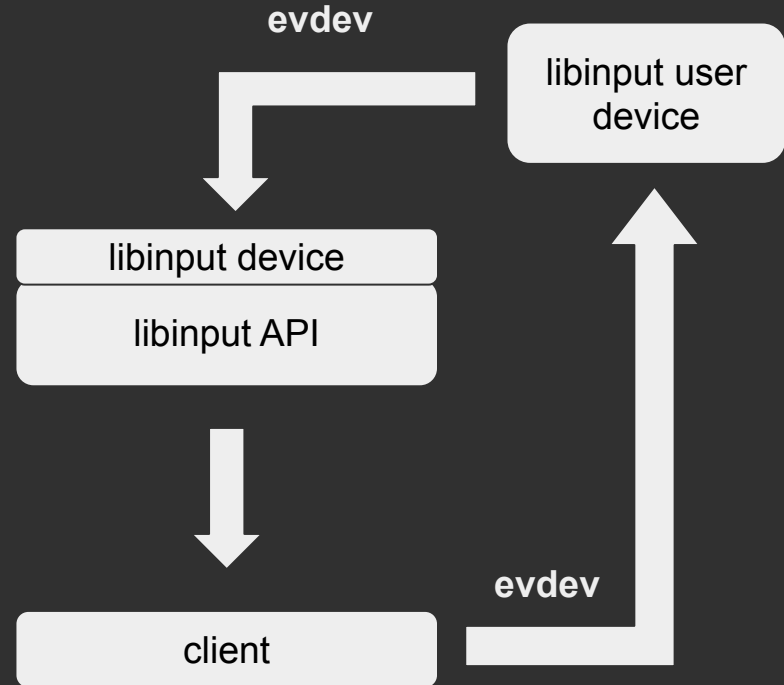 evdev
libinput user
device
libinput device
libinput API
evdev
client